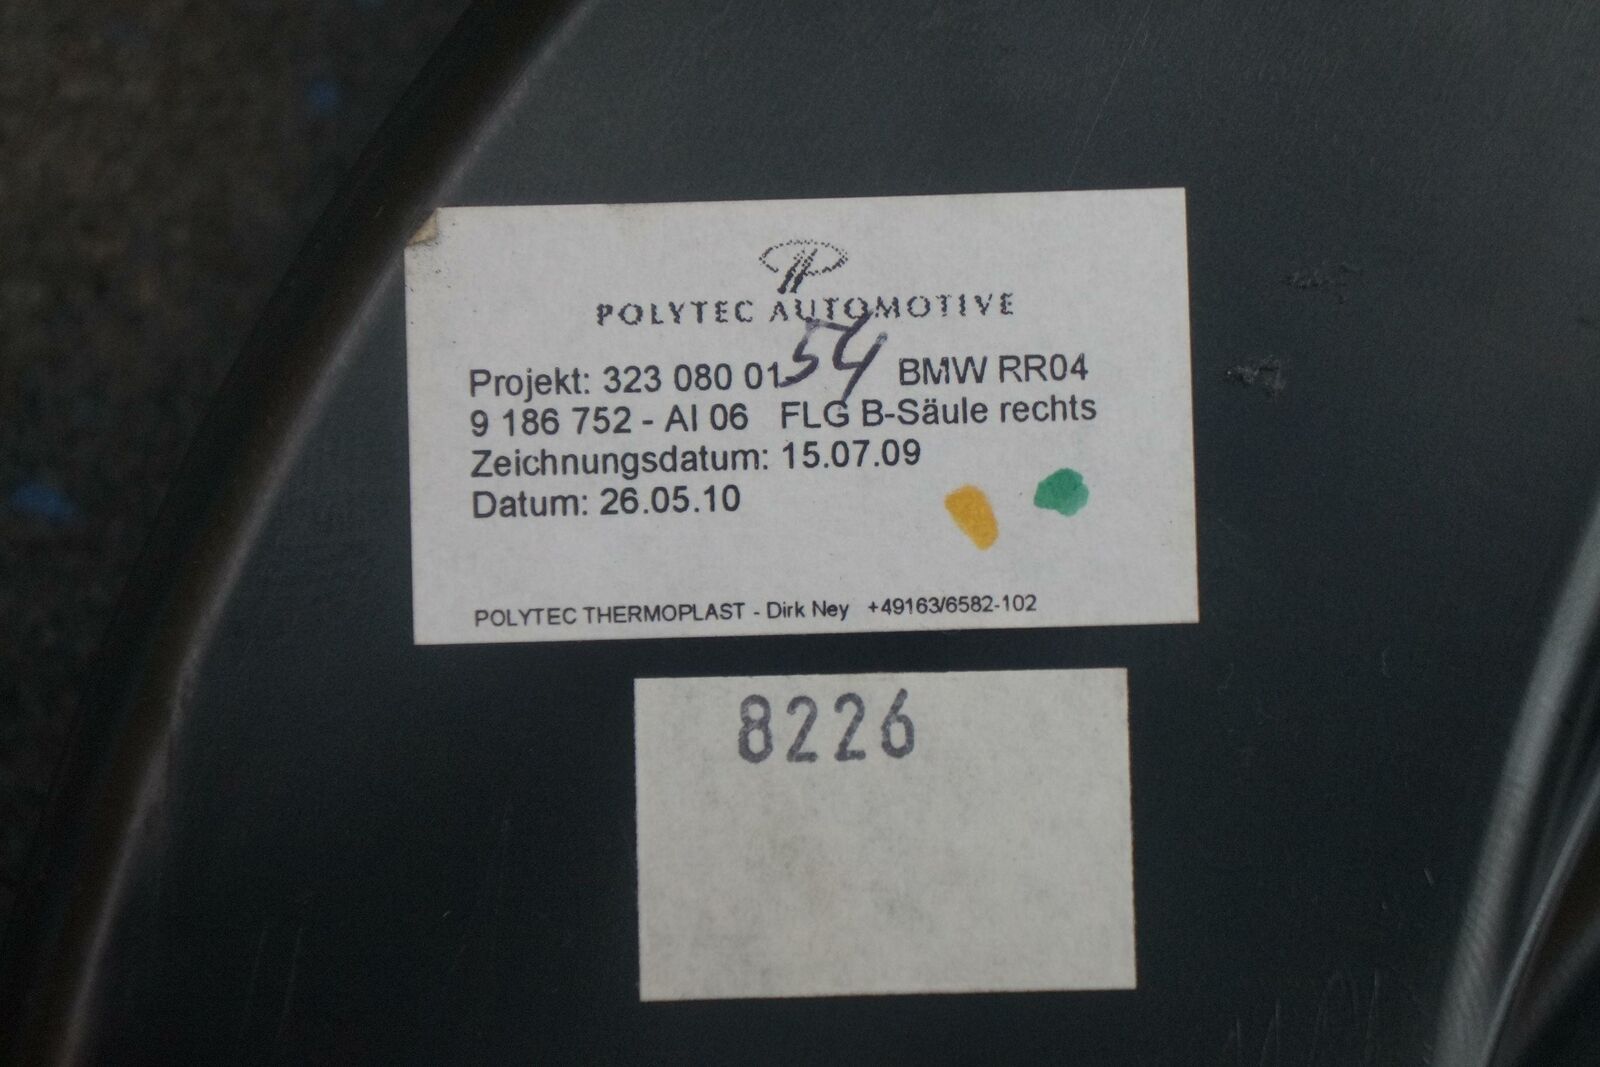 POLYTEC AUTOMOTIVE
Projekt: 323 080 01 54 BMW RR04
9 186 752 - AI 06 FLG B-Säule rechts
Zeichnungsdatum: 15.07.09
Datum: 26.05.10
POLYTEC THERMOPLAST - Dirk Ney +49163/6582-102
8226